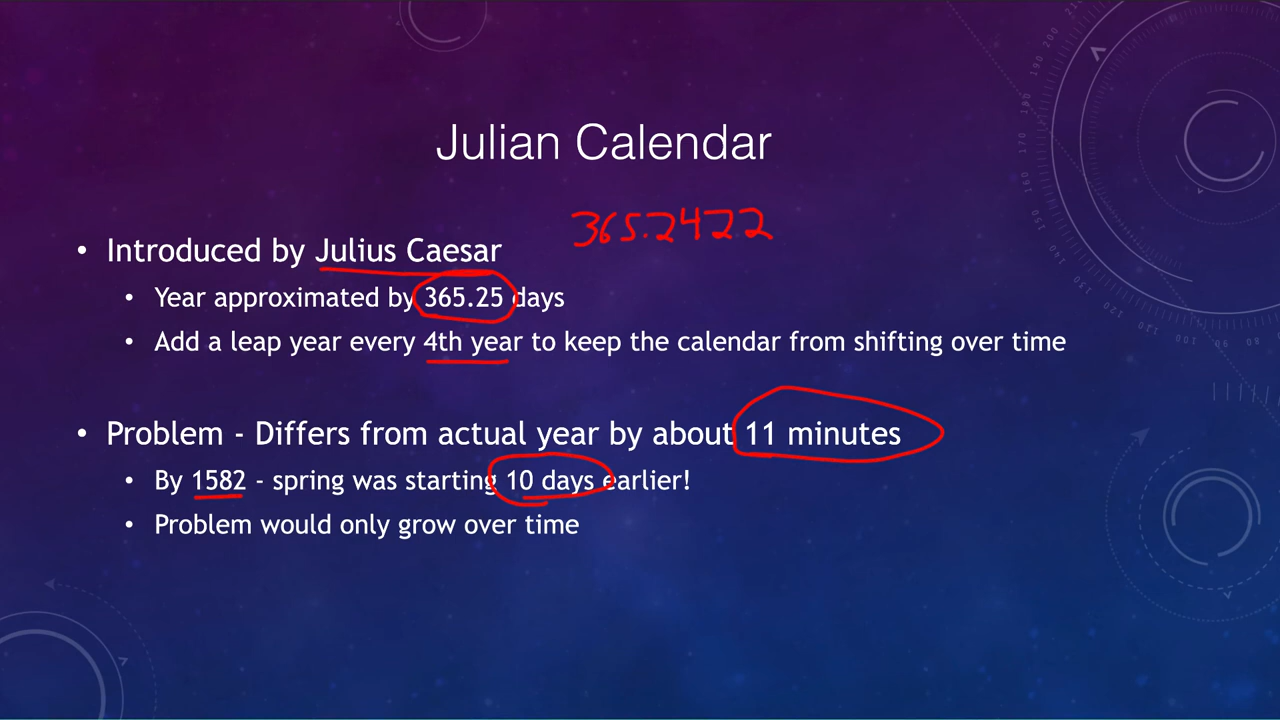 Julian Calendar
365.2422
• Introduced by Julius Caesar
• Year approximated by 365.25 days
• Add a leap year every 4th year to keep the calendar from shifting over time
• Problem - Differs from actual year by about 11 minutes
• By 1582 - spring was starting 10 days earlier!
• Problem would only grow over time